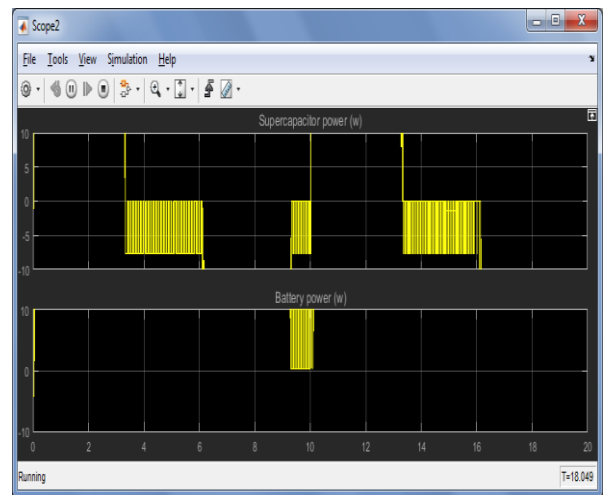 Scope2
File Tools View Simulation Help
Supercapacitor power (w)
10
5
0
-5
-10
Battery power (w)
10
0
-10
0 2 4 6 8 10 12 14 16 18 20
Running T=18.049